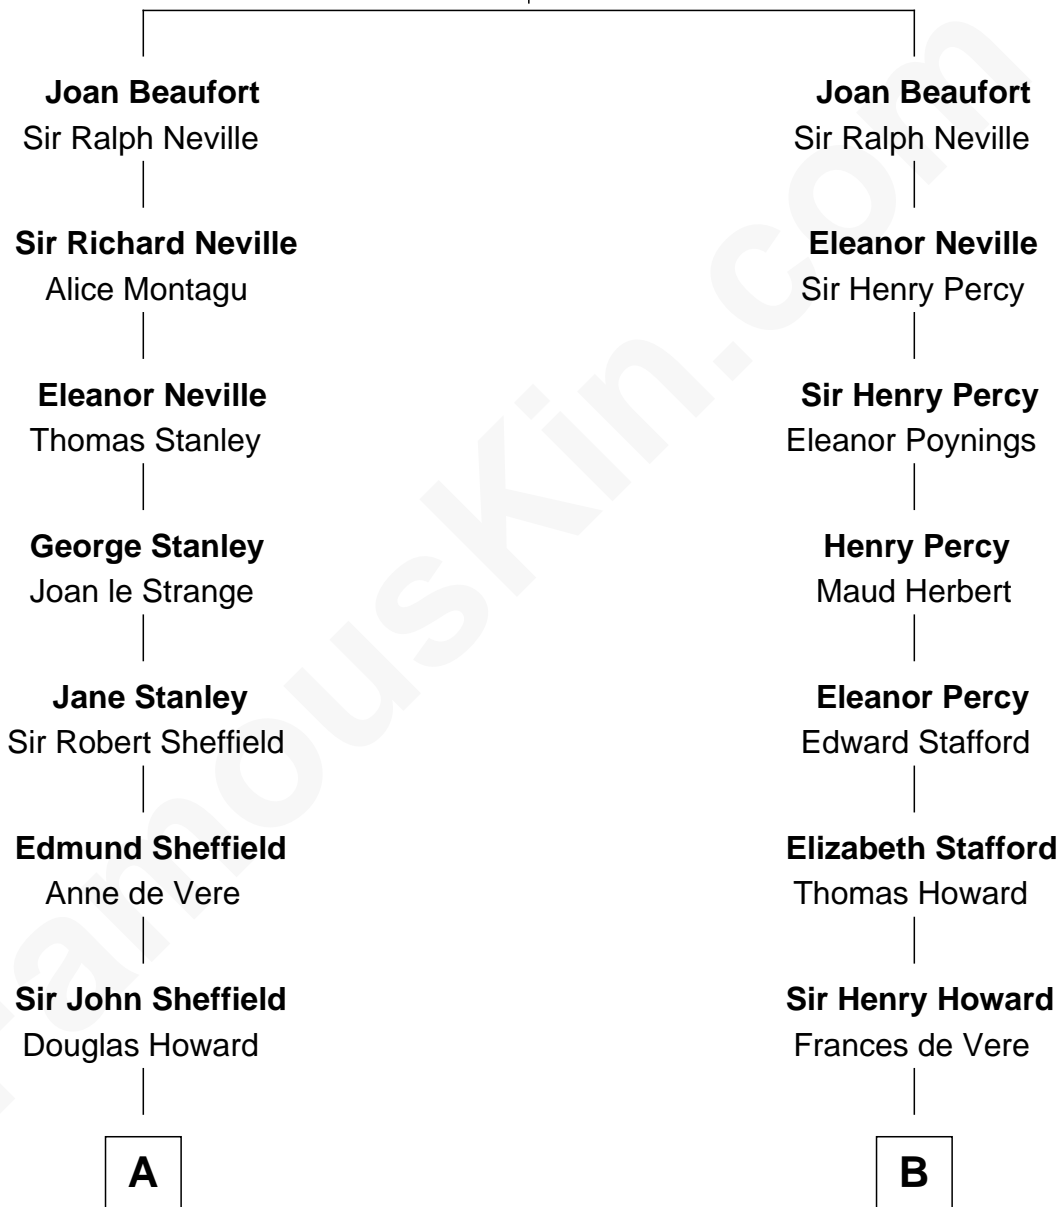 Joan Beaufort
Sir Ralph Neville
Sir Richard Neville
Alice Montagu
Eleanor Neville
Thomas Stanley
George Stanley
Joan le Strange
Jane Stanley
Sir Robert Sheffield
Edmund Sheffield
Anne de Vere
Sir John Sheffield
Douglas Howard
A
Joan Beaufort
Sir Ralph Neville
Eleanor Neville
Sir Henry Percy
Sir Henry Percy
Eleanor Poynings
Henry Percy
Maud Herbert
Eleanor Percy
Edward Stafford
Elizabeth Stafford
Thomas Howard
Sir Henry Howard
Frances de Vere
B
FamousKin.com